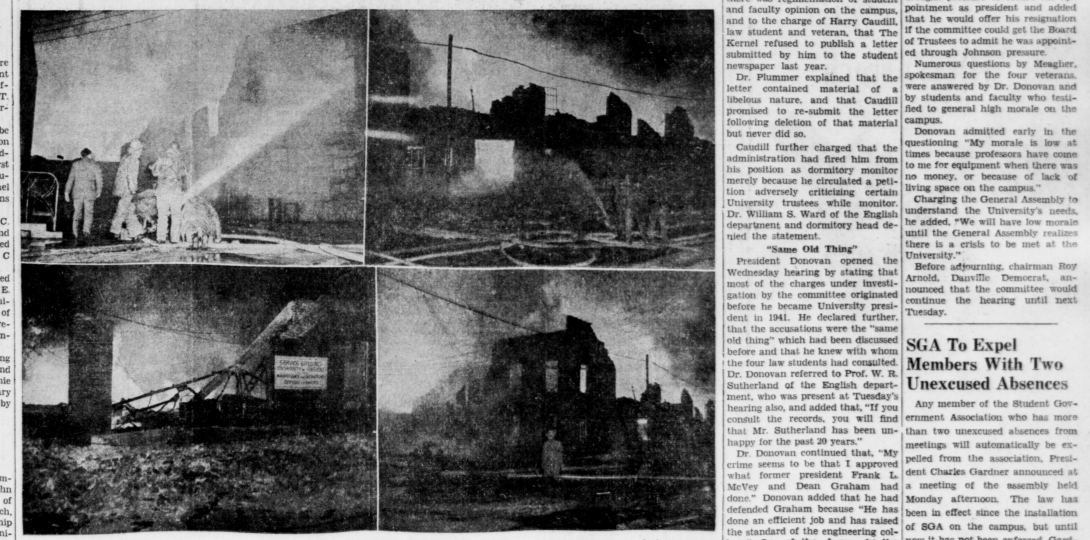 re
nt
T.
be
on
rst
el
ns
C.
nd
ed
C
ed
E.
of
re-
n-
ng
nd
nie
ary
by
m-
hn
of
ch,
hip
ni-
and faculty opinion on the campus,
and to the charge of Harry Caudill,
law student and veteran, that The
Kernel refused to publish a letter
submitted by him to the student
newspaper last year.
Dr. Plummer explained that the
letter contained material of a
libelous nature, and that Caudill
promised to re-submit the letter
following deletion of that material
but never did so.
Caudill further charged that the
administration had fired him from
his position as dormitory monitor
merely because he circulated a peti-
tion adversely criticizing certain
University trustees while monitor.
Dr. William S. Ward of the English
department and dormitory head de-
nied the statement.
"Same Old Thing"
President Donovan opened the
Wednesday hearing by stating that
most of the charges under investi-
gation by the committee originated
before he became University presi-
dent in 1941. He declared further,
that the accusations were the "same
old thing" which had been discussed
before and that he knew with whom
the four law students had consulted.
Dr. Donovan referred to Prof. W. R.
Sutherland of the English depart-
ment, who was present at Tuesday's
hearing also, and added that, "If you
consult the records, you will find
that Mr. Sutherland has been un-
happy for the past 20 years."
Dr. Donovan continued that, "My
crime seems to be that I approved
what former president Frank L.
McVey and Dean Graham had
done." Donovan added that he had
defended Graham because "He has
done an efficient job and has raised
the standard of the engineering col-
pointment as president and added
that he would offer his resignation
if the committee could get the Board
of Trustees to admit he was appoint-
ed through Johnson pressure.
Numerous questions by Meagher,
spokesman for the four veterans,
were answered by Dr. Donovan and
by students and faculty who testi-
fied to general high morale on the
campus.
Donovan admitted early in the
questioning "My morale is low at
times because professors have come
to me for equipment when there was
no money, or because of lack of
living space on the campus."
Charging the General Assembly to
understand the University's needs,
he added, "We will have low morale
until the General Assembly realizes
there is a crisis to be met at the
University."
Before adjourning, chairman Roy
Arnold, Danville Democrat, an-
nounced that the committee would
continue the hearing until next
Tuesday.
SGA To Expel
Members With Two
Unexcused Absences
Any member of the Student Gov-
ernment Association who has more
than two unexcused absences from
meetings will automatically be ex-
pelled from the association, Presi-
dent Charles Gardner announced at
a meeting of the assembly held
Monday afternoon. The law has
been in effect since the installation
of SGA on the campus, but until